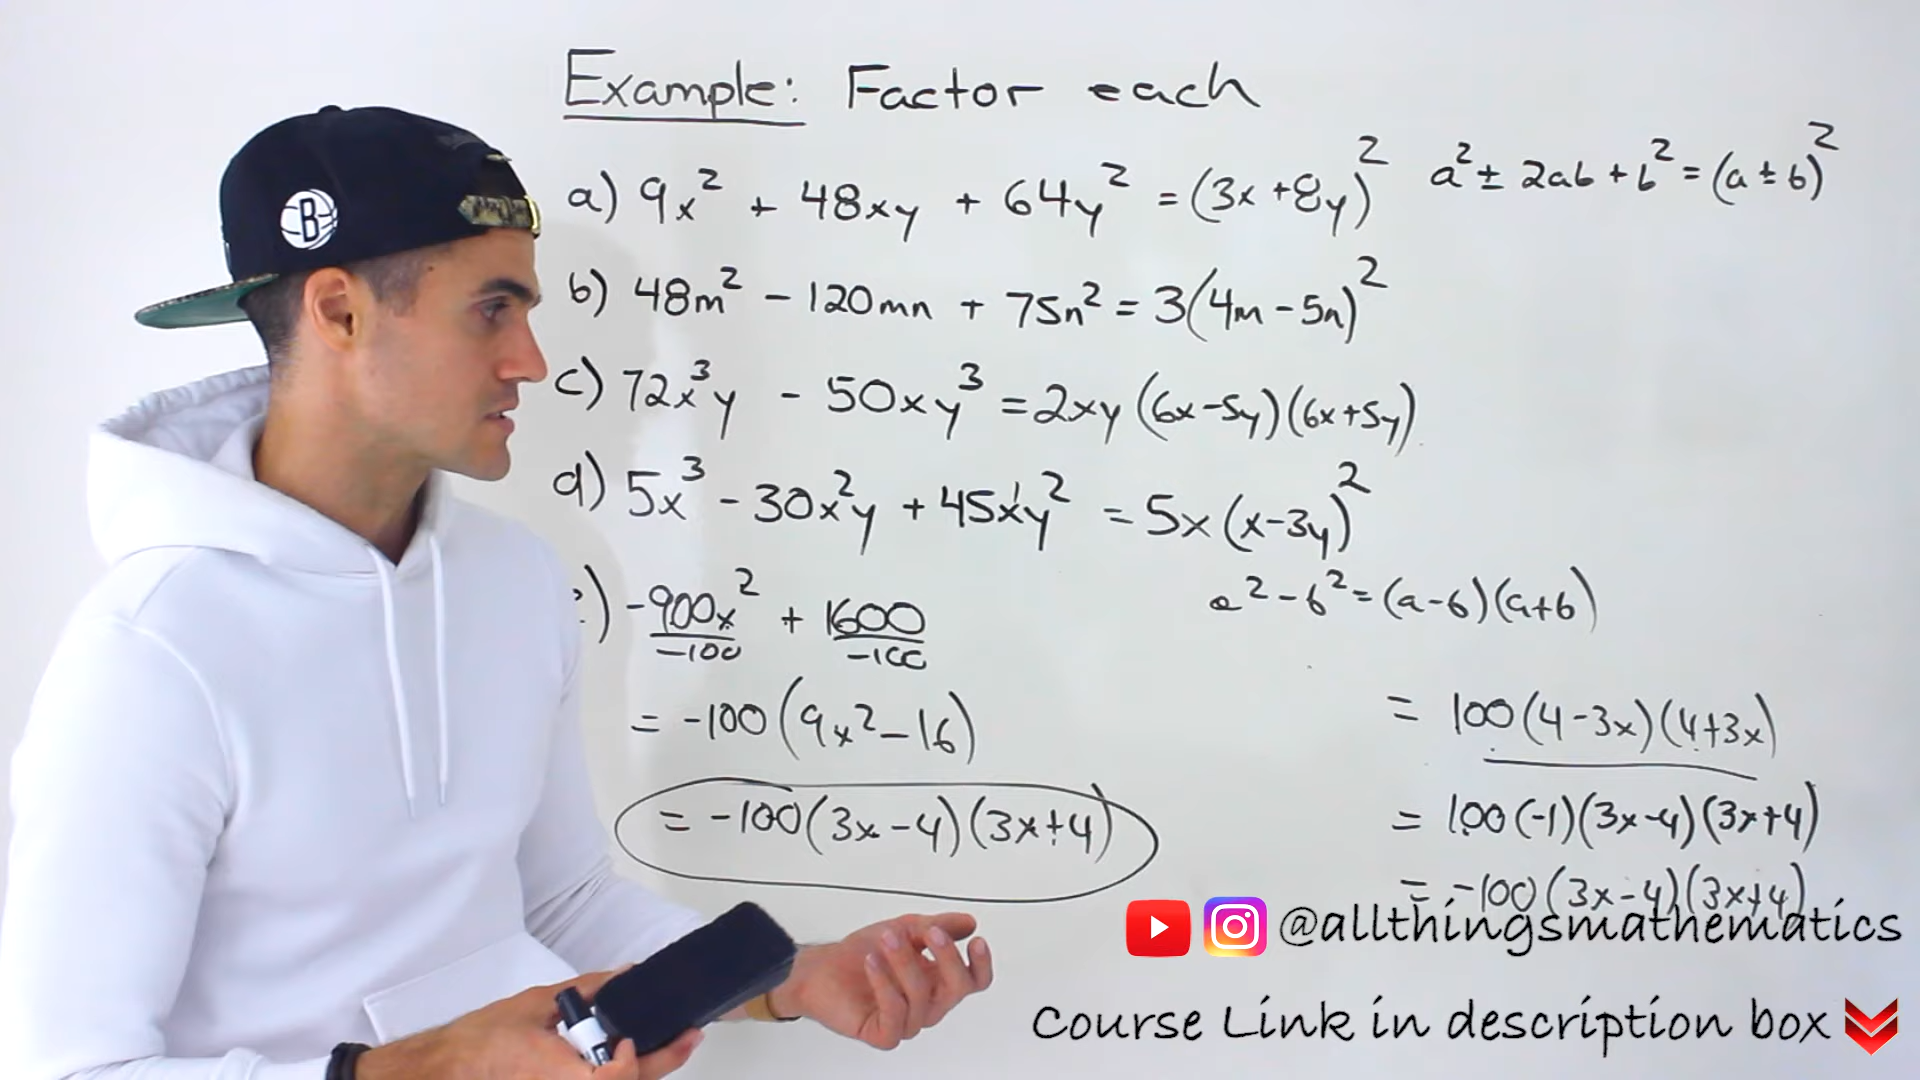 Example: Factor each
a) 9x² + 48xy + 64y² = (3x + 8y)² a² ± 2ab + b² = (a ± b)²
b) 48m² - 120mn + 75n² = 3(4m - 5n)²
c) 72x³y - 50xy³ = 2xy(6x - 5y)(6x + 5y)
d) 5x³ - 30x²y + 45x¹y² = 5x(x - 3y)²
a² - b² = (a - b)(a + b)
) -900x²/-100 + 1600/-100
= -100(9x² - 16)
= 100(4 - 3x)(4 + 3x)
= -100(3x - 4)(3x + 4)
= 100(-1)(3x - 4)(3x + 4)
= -100(3x - 4)(3x + 4)
@allthingsmathematics
Course Link in description box
B